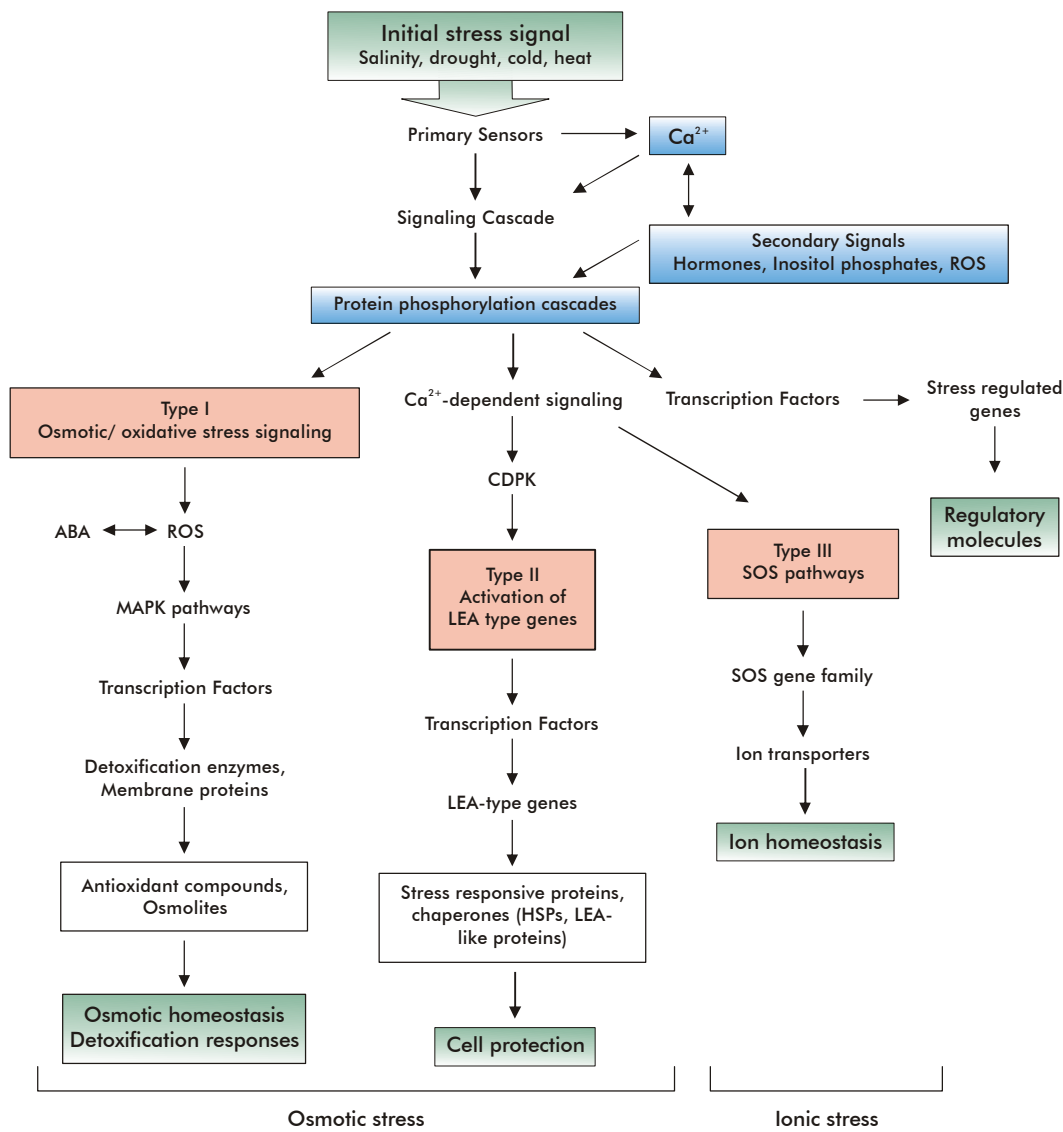 Initial stress signal
Salinity, drought, cold, heat
Primary Sensors
Ca²⁺
Signaling Cascade
Secondary Signals
Hormones, Inositol phosphates, ROS
Protein phosphorylation cascades
Type I
Osmotic/ oxidative stress signaling
Ca²⁺-dependent signaling
Transcription Factors
Stress regulated
genes
CDPK
ABA
ROS
Regulatory
molecules
Type II
Activation of
LEA type genes
Type III
SOS pathways
MAPK pathways
SOS gene family
Transcription Factors
Transcription Factors
Ion transporters
Detoxification enzymes,
Membrane proteins
LEA-type genes
Ion homeostasis
Antioxidant compounds,
Osmolites
Stress responsive proteins,
chaperones (HSPs, LEA-
like proteins)
Osmotic homeostasis
Detoxification responses
Cell protection
Osmotic stress
Ionic stress